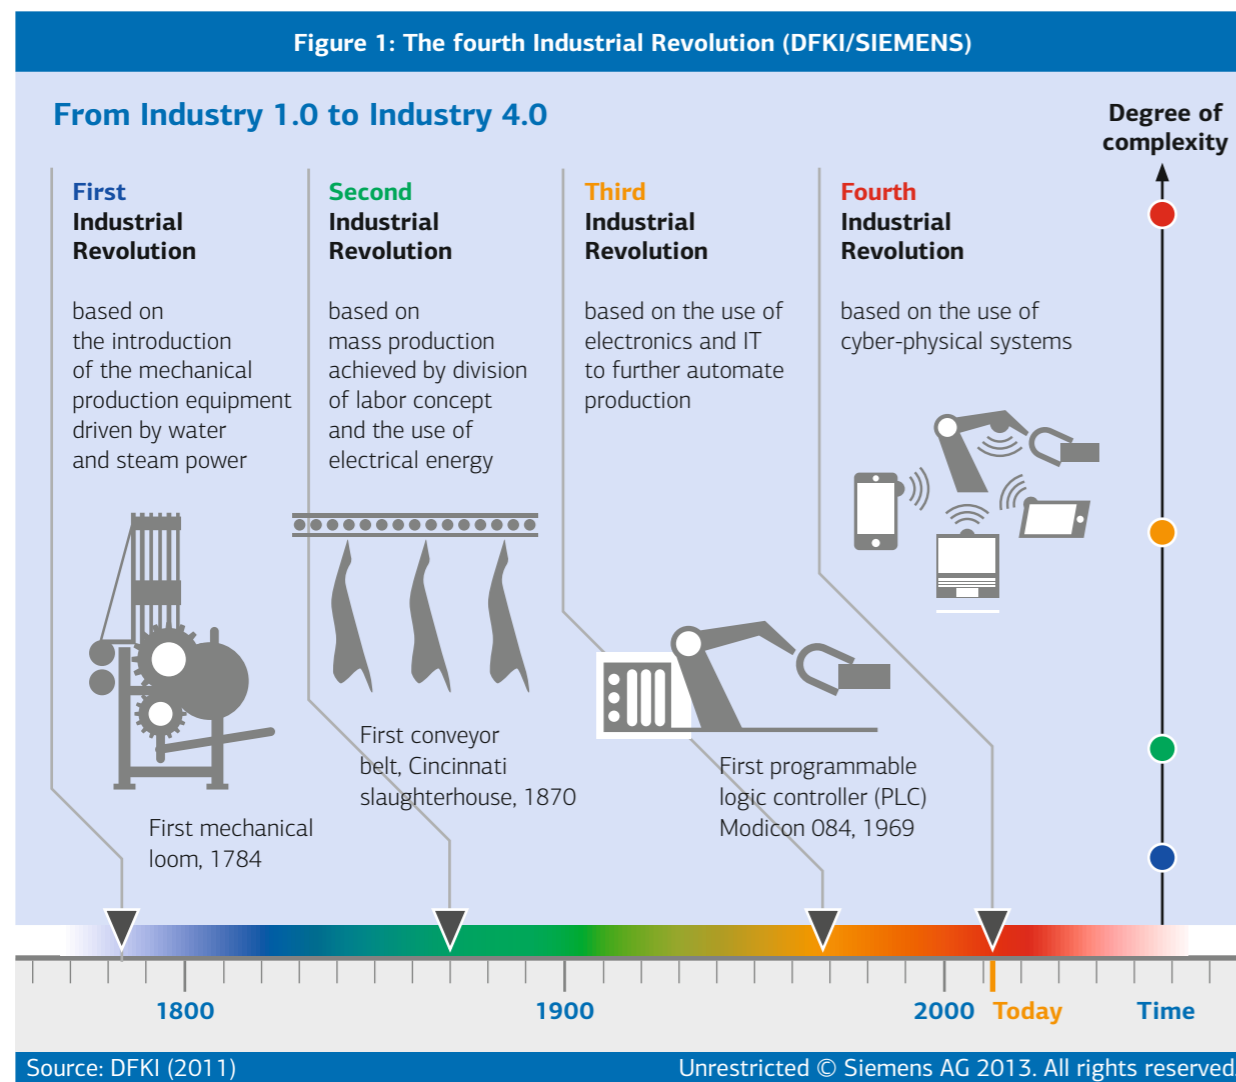 Figure 1: The fourth Industrial Revolution (DFKI/SIEMENS)
From Industry 1.0 to Industry 4.0
Degree of
complexity
First
Industrial
Revolution
based on
the introduction
of the mechanical
production equipment
driven by water
and steam power
First mechanical
loom, 1784
Second
Industrial
Revolution
based on
mass production
achieved by division
of labor concept
and the use of
electrical energy
First conveyor
belt, Cincinnati
slaughterhouse, 1870
Third
Industrial
Revolution
based on the use of
electronics and IT
to further automate
production
First programmable
logic controller (PLC)
Modicon 084, 1969
Fourth
Industrial
Revolution
based on the use of
cyber-physical systems
1800
1900
2000
Today
Time
Source: DFKI (2011)
Unrestricted © Siemens AG 2013. All rights reserved.